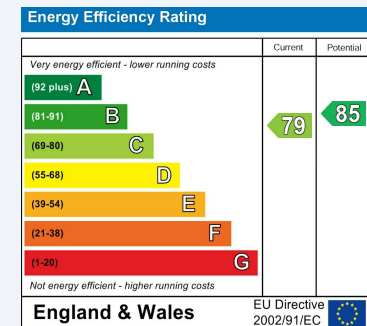 Energy Efficiency Rating
Current Potential
Very energy efficient - lower running costs
(92 plus) A
(81-91) B
(69-80) C
(55-68) D
(39-54) E
(21-38) F
(1-20) G
79
85
Not energy efficient - higher running costs
England & Wales
EU Directive
2002/91/EC